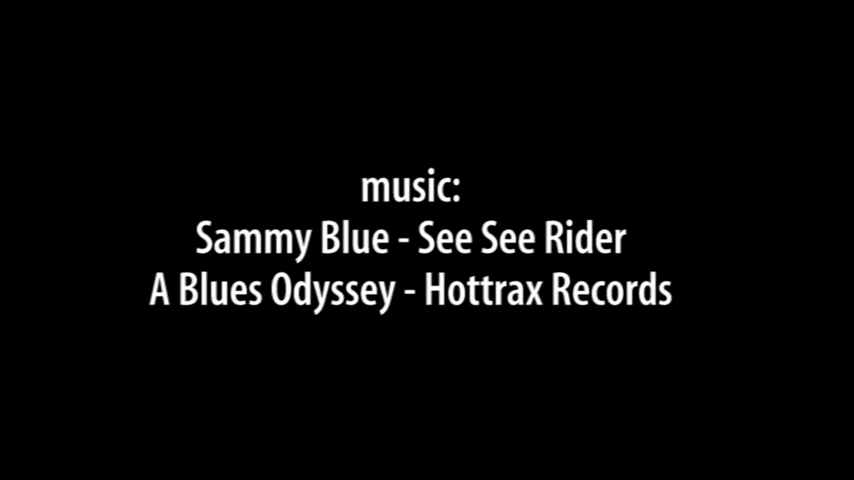 music:
Sammy Blue - See See Rider
A Blues Odyssey - Hottrax Records